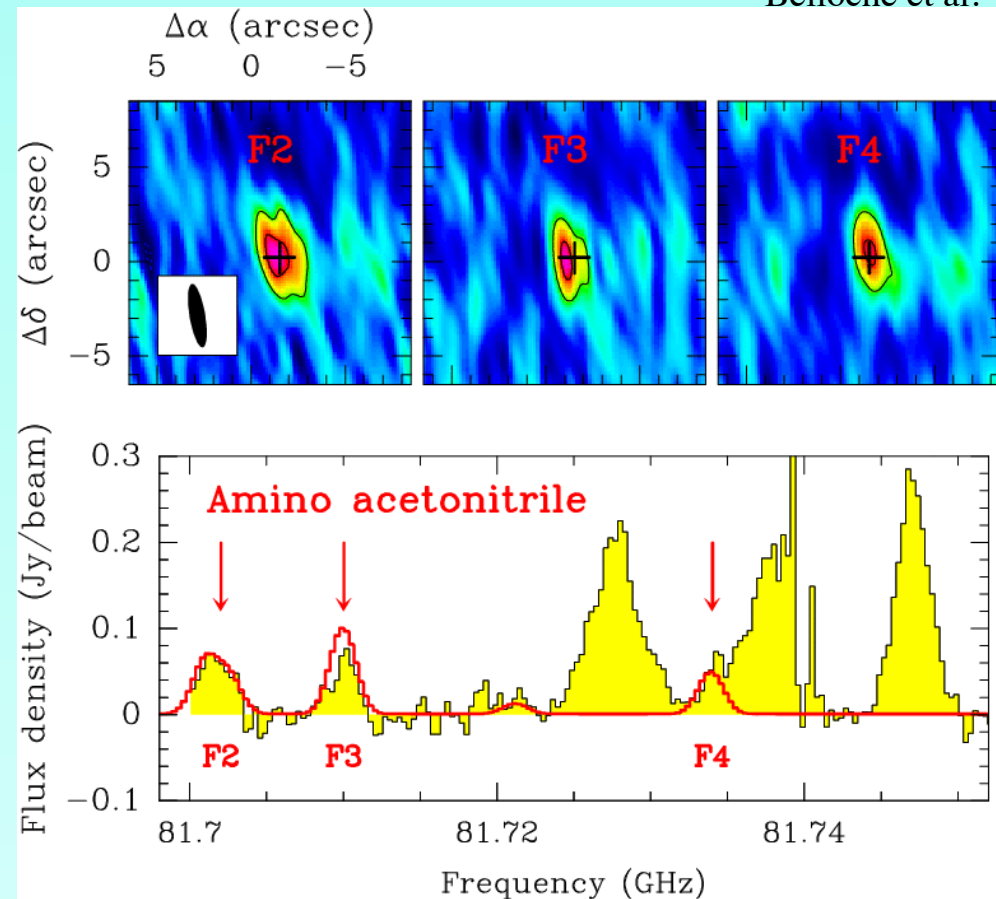 Δα (arcsec)
5 0 −5
F2 F3 F4
Δδ (arcsec)
5
0
−5
Flux density (Jy/beam)
0.3
0.2
0.1
0
−0.1
Amino acetonitrile
F2 F3 F4
81.7 81.72 81.74
Frequency (GHz)